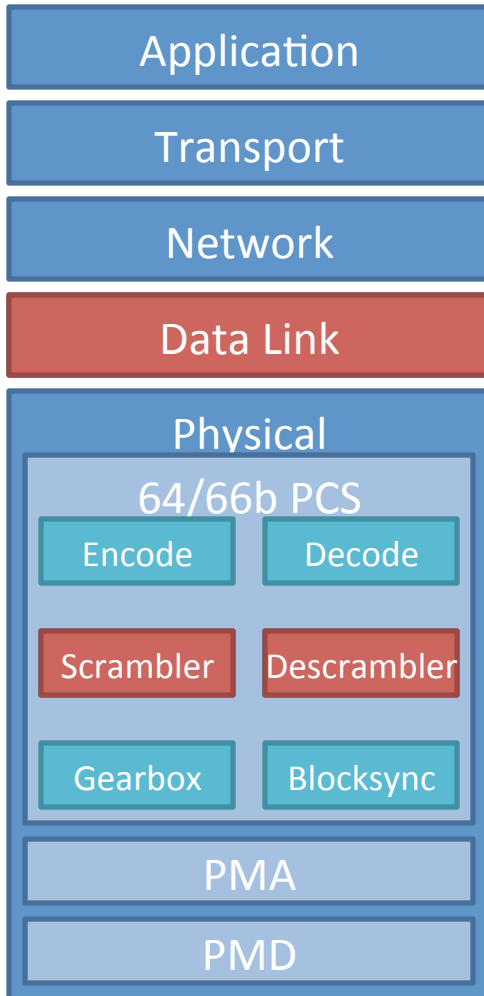 Application
Transport
Network
Data Link
Physical
64/66b PCS
Encode Decode
Scrambler Descrambler
Gearbox Blocksync
PMA
PMD